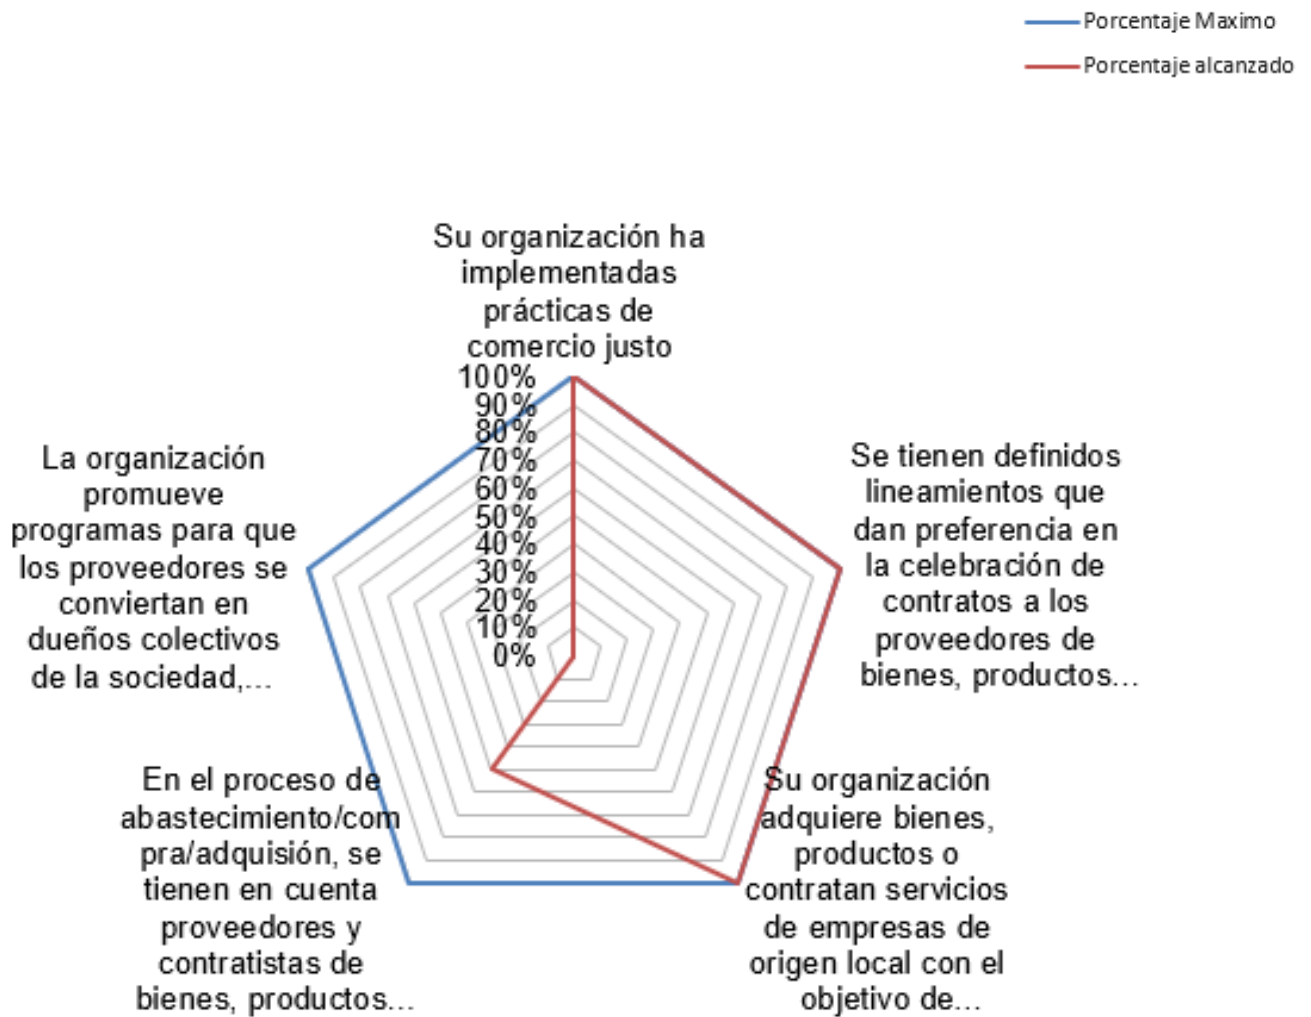 Porcentaje Maximo
Porcentaje alcanzado
Su organización ha
implementadas
prácticas de
comercio justo
100%
90%
80%
70%
60%
50%
40%
30%
20%
10%
0%
Se tienen definidos
lineamientos que
dan preferencia en
la celebración de
contratos a los
proveedores de
bienes, productos...
Su organización
adquiere bienes,
productos o
contratan servicios
de empresas de
origen local con el
objetivo de...
En el proceso de
abastecimiento/com
pra/adquisión, se
tienen en cuenta
proveedores y
contratistas de
bienes, productos...
La organización
promueve
programas para que
los proveedores se
conviertan en
dueños colectivos
de la sociedad,...